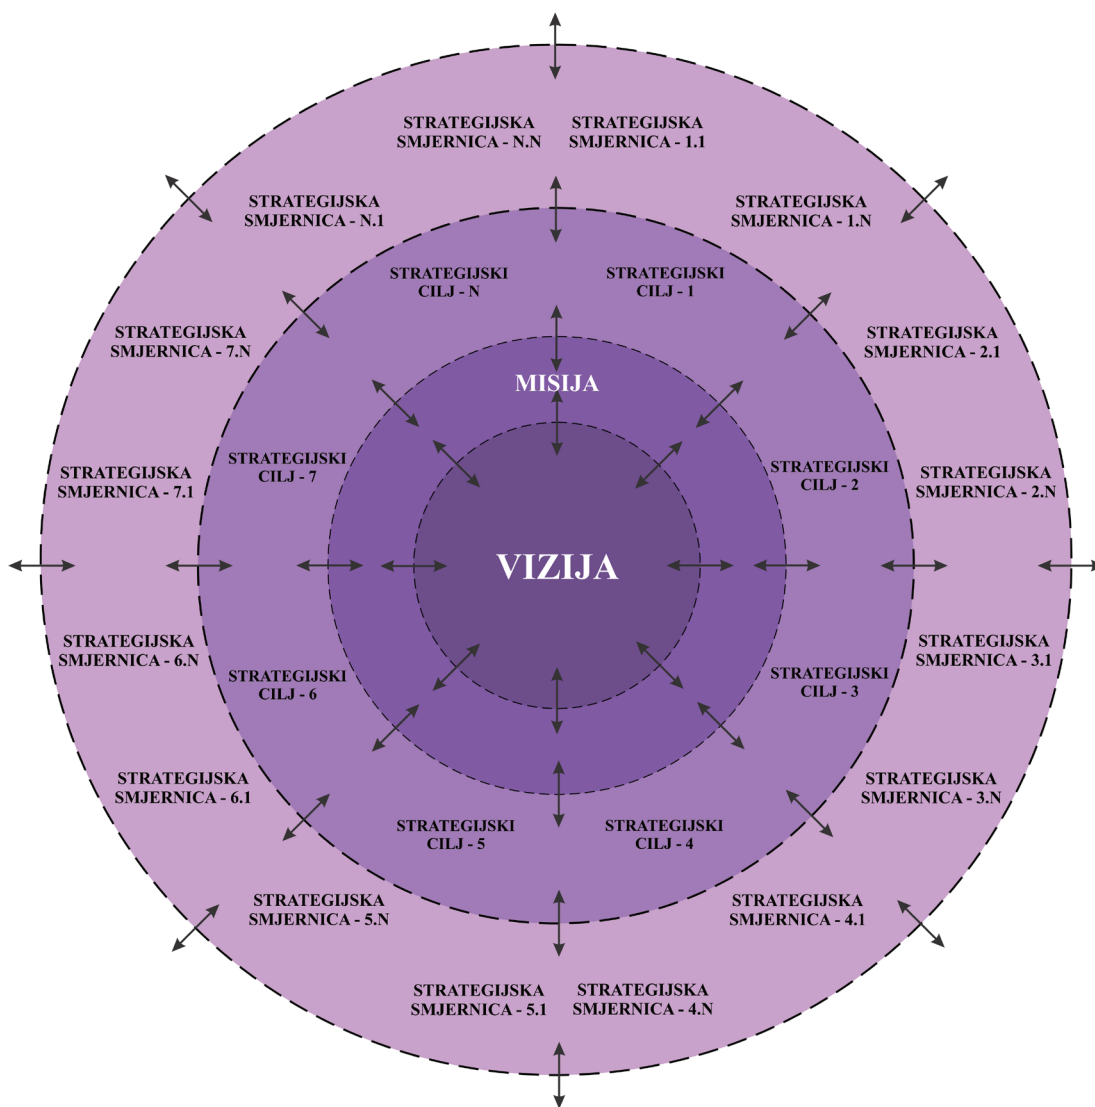 STRATEGIJSKA
SMJERNICA - N.N
STRATEGIJSKA
SMJERNICA - 1.1
STRATEGIJSKA
SMJERNICA - N.1
STRATEGIJSKA
SMJERNICA - 1.N
STRATEGIJSKI
CILJ - N
STRATEGIJSKI
CILJ - 1
STRATEGIJSKA
SMJERNICA - 7.N
STRATEGIJSKA
SMJERNICA - 2.1
MISIJA
STRATEGIJSKI
CILJ - 7
STRATEGIJSKI
CILJ - 2
STRATEGIJSKA
SMJERNICA - 7.1
STRATEGIJSKA
SMJERNICA - 2.N
VIZIJA
STRATEGIJSKA
SMJERNICA - 6.N
STRATEGIJSKA
SMJERNICA - 3.1
STRATEGIJSKI
CILJ - 6
STRATEGIJSKI
CILJ - 3
STRATEGIJSKA
SMJERNICA - 6.1
STRATEGIJSKA
SMJERNICA - 3.N
STRATEGIJSKI
CILJ - 5
STRATEGIJSKI
CILJ - 4
STRATEGIJSKA
SMJERNICA - 5.N
STRATEGIJSKA
SMJERNICA - 4.1
STRATEGIJSKA
SMJERNICA - 5.1
STRATEGIJSKA
SMJERNICA - 4.N